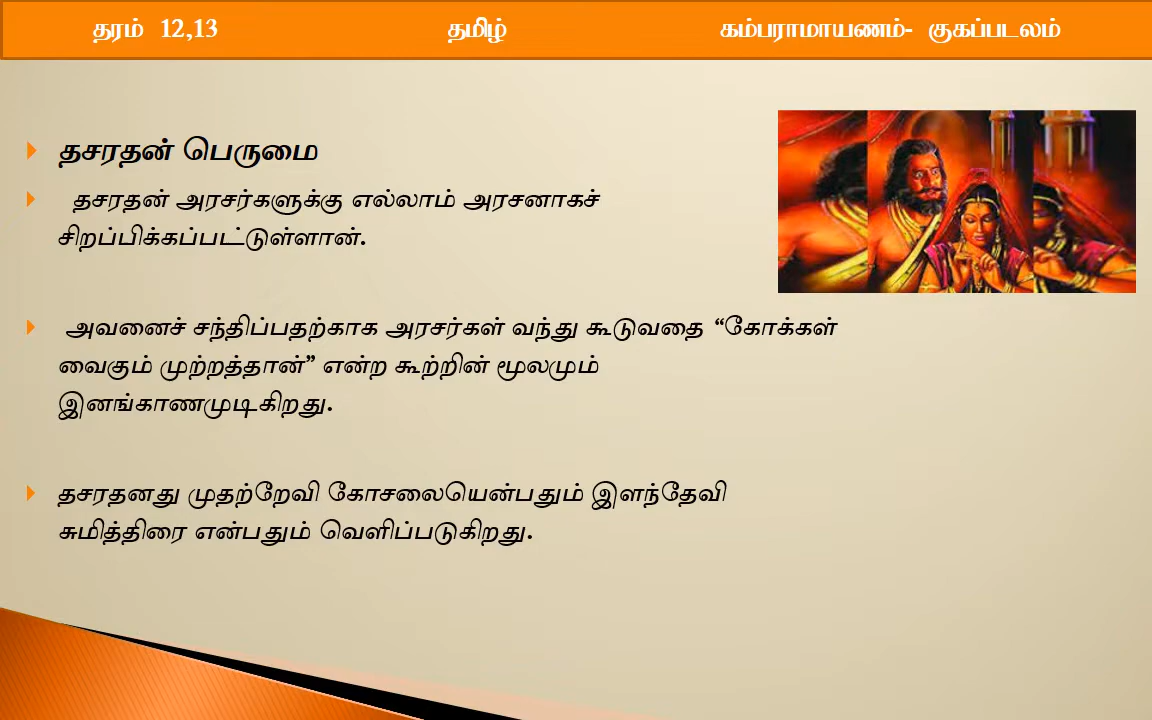 தரம் 12,13 தமிழ் கம்பராமாயணம்- குகப்படலம்
தசரதன் பெருமை
தசரதன் அரசர்களுக்கு எல்லாம் அரசனாகச்
சிறப்பிக்கப்பட்டுள்ளான்.
அவனைச் சந்திப்பதற்காக அரசர்கள் வந்து கூடுவதை “கோக்கள்
வைகும் முற்றத்தான்” என்ற கூற்றின் மூலமும்
இனங்காணமுடிகிறது.
தசரதனது முதற்றேவி கோசலையென்பதும் இளந்தேவி
சுமித்திரை என்பதும் வெளிப்படுகிறது.